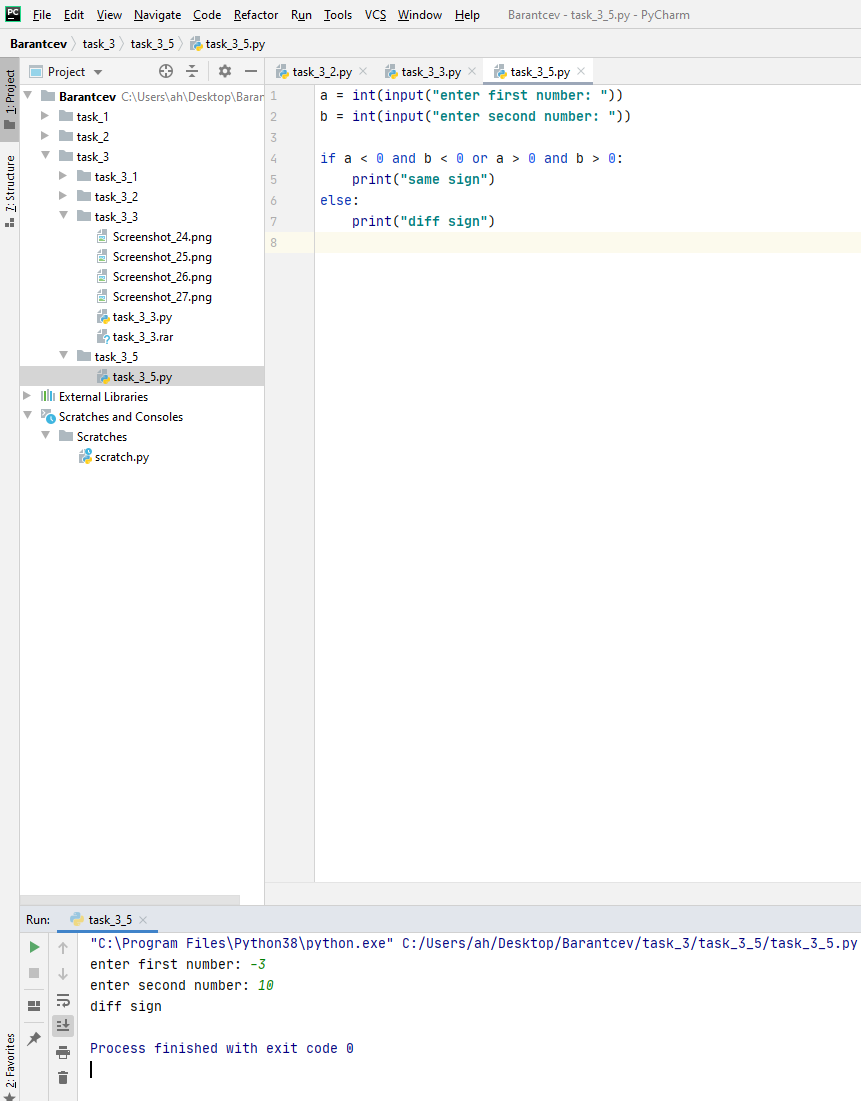 PC File Edit View Navigate Code Refactor Run Tools VCS Window Help Barantcev - task_3_5.py - PyCharm
Barantcev task_3 task_3_5 task_3_5.py
1: Project
7: Structure
2: Favorites
Project
Barantcev C:\Users\ah\Desktop\Barar
task_1
task_2
task_3
task_3_1
task_3_2
task_3_3
Screenshot_24.png
Screenshot_25.png
Screenshot_26.png
Screenshot_27.png
task_3_3.py
task_3_3.rar
task_3_5
task_3_5.py
External Libraries
Scratches and Consoles
Scratches
scratch.py
task_3_2.py task_3_3.py task_3_5.py
1 a = int(input("enter first number: "))
2 b = int(input("enter second number: "))
3
4 if a < 0 and b < 0 or a > 0 and b > 0:
5     print("same sign")
6 else:
7     print("diff sign")
8
Run: task_3_5
"C:\Program Files\Python38\python.exe" C:/Users/ah/Desktop/Barantcev/task_3/task_3_5/task_3_5.py
enter first number: -3
enter second number: 10
diff sign
Process finished with exit code 0